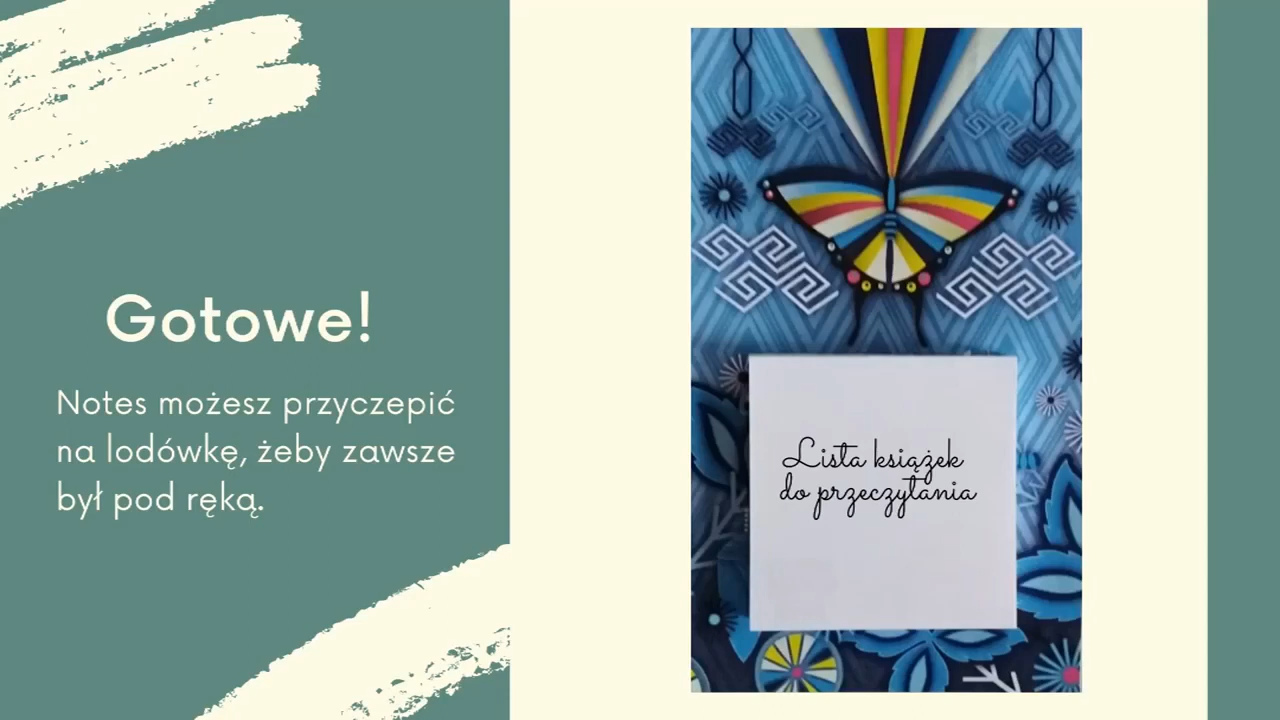 Gotowe!
Notes możesz przyczepić
na lodówkę, żeby zawsze
był pod ręką.
Lista książek
do przeczytania